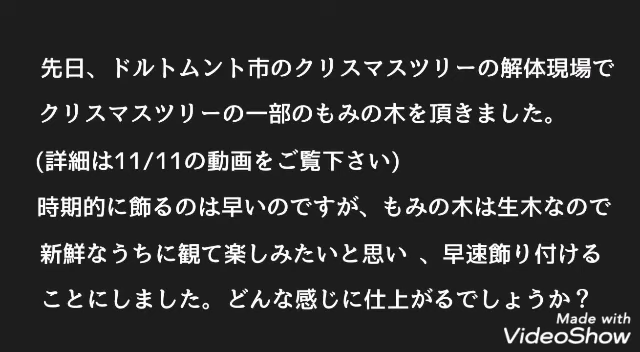 先日、ドルトムント市のクリスマスツリーの解体現場で
クリスマスツリーの一部のもみの木を頂きました。
(詳細は11/11の動画をご覧下さい)
時期的に飾るのは早いのですが、もみの木は生木なので
新鮮なうちに観て楽しみたいと思い 、早速飾り付ける
ことにしました。どんな感じに仕上がるでしょうか？
Made with
VideoShow